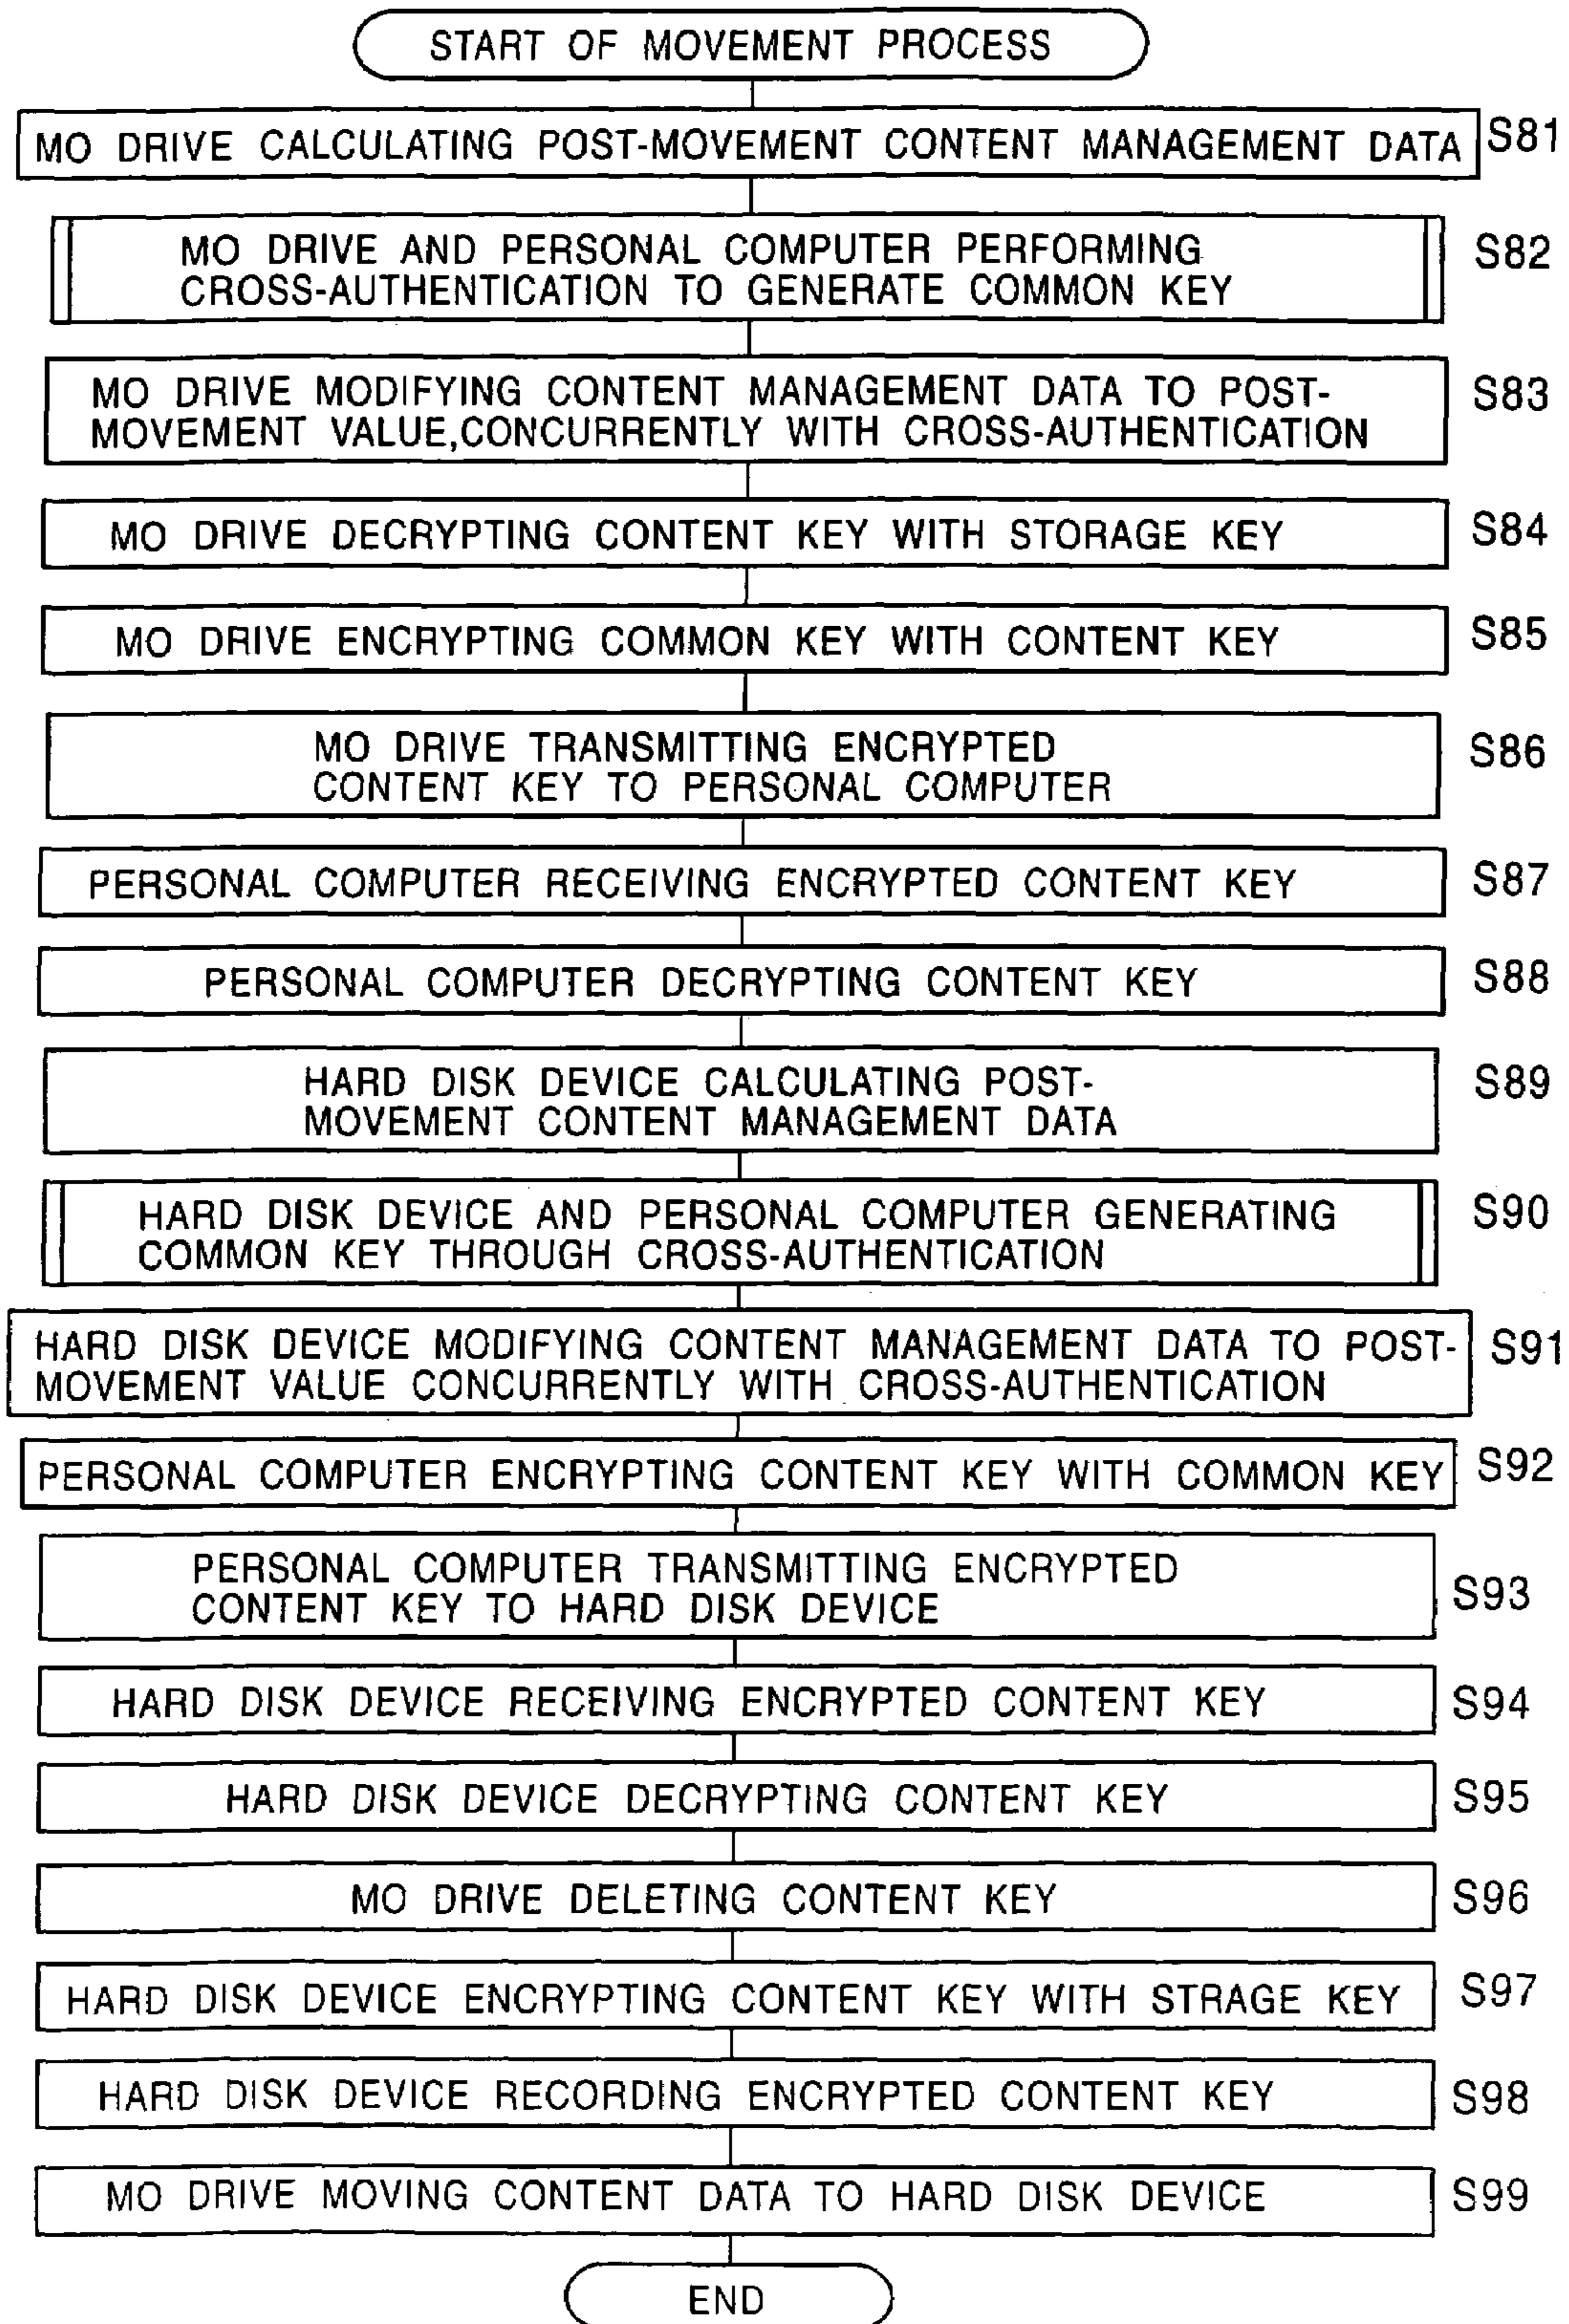 START OF MOVEMENT PROCESS
MO DRIVE CALCULATING POST-MOVEMENT CONTENT MANAGEMENT DATA S81
MO DRIVE AND PERSONAL COMPUTER PERFORMING S82
CROSS-AUTHENTICATION TO GENERATE COMMON KEY
MO DRIVE MODIFYING CONTENT MANAGEMENT DATA TO POST- S83
MOVEMENT VALUE,CONCURRENTLY WITH CROSS-AUTHENTICATION
MO DRIVE DECRYPTING CONTENT KEY WITH STORAGE KEY S84
MO DRIVE ENCRYPTING COMMON KEY WITH CONTENT KEY S85
MO DRIVE TRANSMITTING ENCRYPTED S86
CONTENT KEY TO PERSONAL COMPUTER
PERSONAL COMPUTER RECEIVING ENCRYPTED CONTENT KEY S87
PERSONAL COMPUTER DECRYPTING CONTENT KEY S88
HARD DISK DEVICE CALCULATING POST- S89
MOVEMENT CONTENT MANAGEMENT DATA
HARD DISK DEVICE AND PERSONAL COMPUTER GENERATING S90
COMMON KEY THROUGH CROSS-AUTHENTICATION
HARD DISK DEVICE MODIFYING CONTENT MANAGEMENT DATA TO POST- S91
MOVEMENT VALUE CONCURRENTLY WITH CROSS-AUTHENTICATION
PERSONAL COMPUTER ENCRYPTING CONTENT KEY WITH COMMON KEY S92
PERSONAL COMPUTER TRANSMITTING ENCRYPTED S93
CONTENT KEY TO HARD DISK DEVICE
HARD DISK DEVICE RECEIVING ENCRYPTED CONTENT KEY S94
HARD DISK DEVICE DECRYPTING CONTENT KEY S95
MO DRIVE DELETING CONTENT KEY S96
HARD DISK DEVICE ENCRYPTING CONTENT KEY WITH STRAGE KEY S97
HARD DISK DEVICE RECORDING ENCRYPTED CONTENT KEY S98
MO DRIVE MOVING CONTENT DATA TO HARD DISK DEVICE S99
END